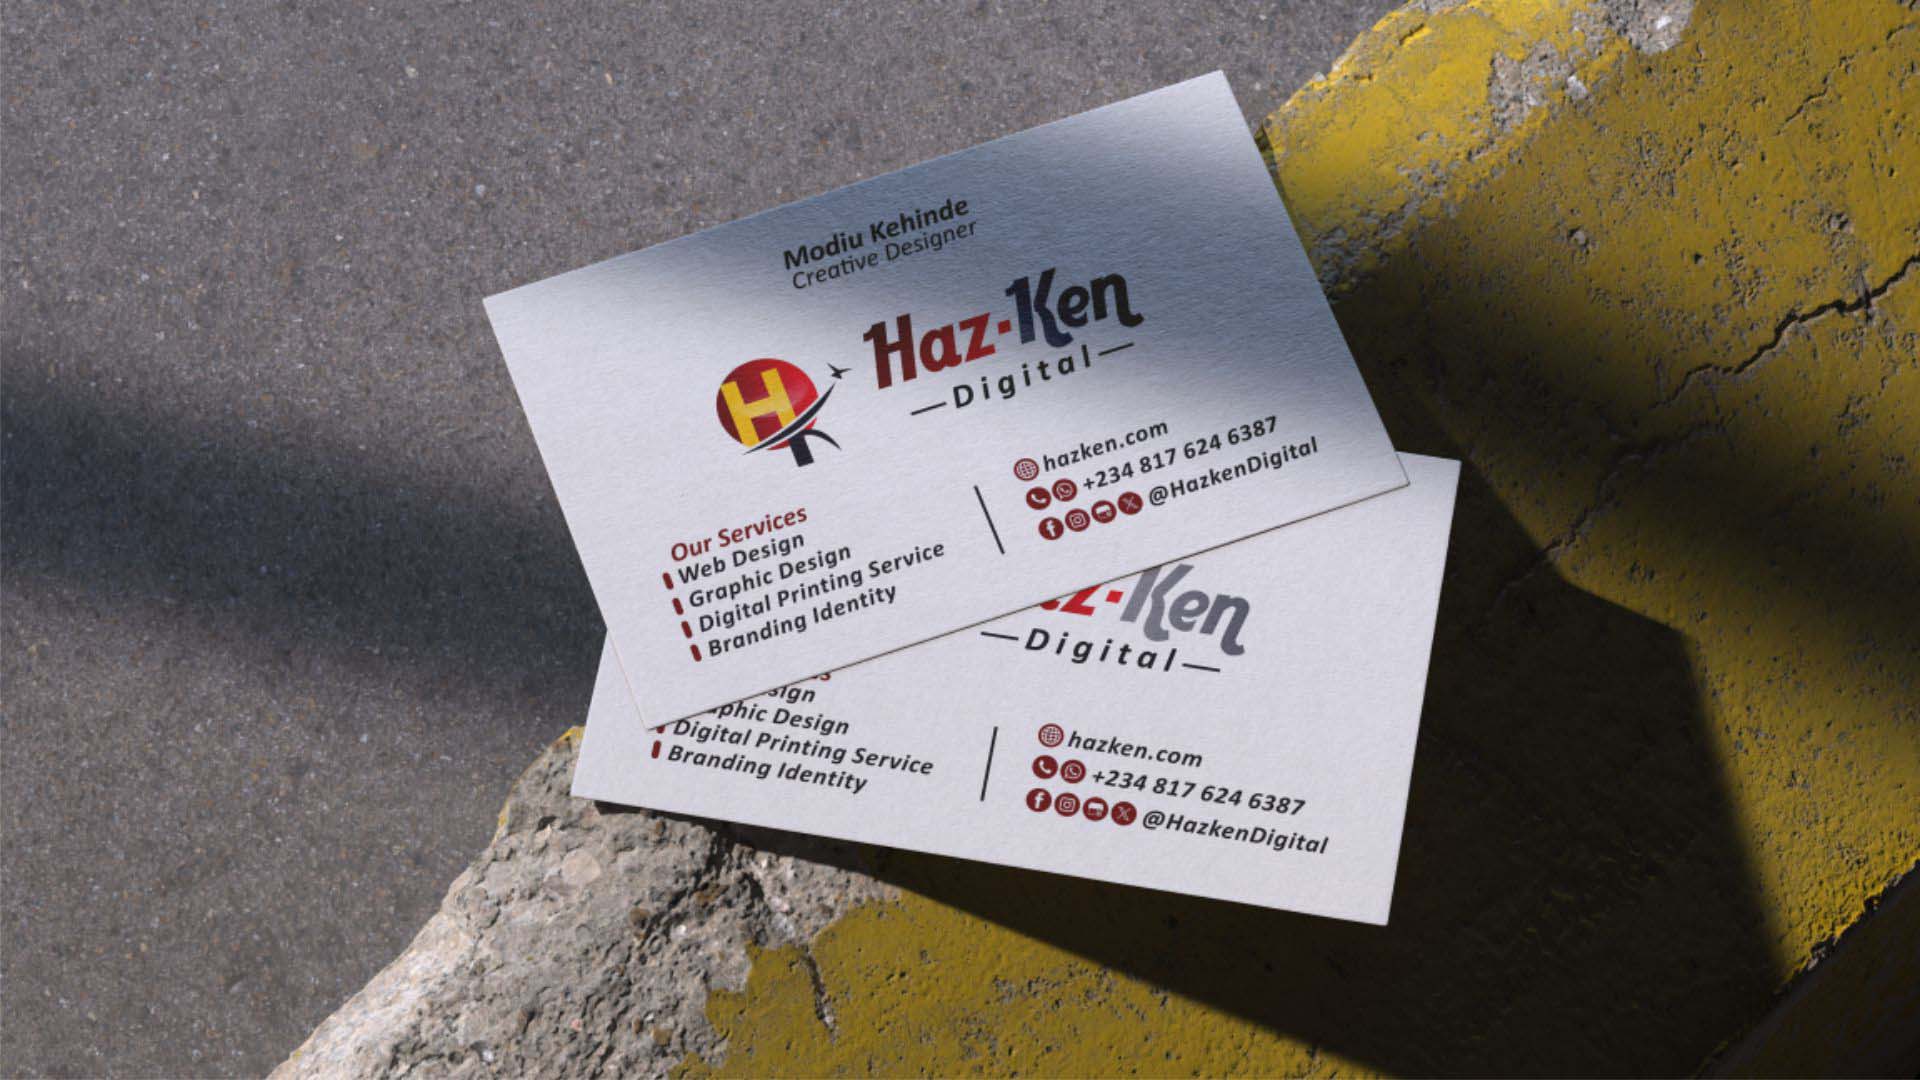 Modiu Kehinde
Creative Designer
H
Haz-Ken
Digital
Our Services
Web Design
Graphic Design
Digital Printing Service
Branding Identity
hazken.com
+234 817 624 6387
@HazkenDigital
Ken
Digital
Design
Digital Printing Service
Branding Identity
hazken.com
+234 817 624 6387
@HazkenDigital